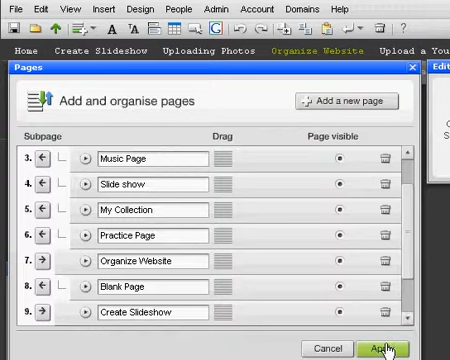 File Edit View Insert Design People Admin Account Domains Help
Home Create Slideshow Uploading Photos Organize Website Upload a You
Pages Edi
Add and organise pages Add a new page
Subpage Drag Page visible
3. Music Page
4. Slide show
5. My Collection
6. Practice Page
7. Organize Website
8. Blank Page
9. Create Slideshow
Cancel